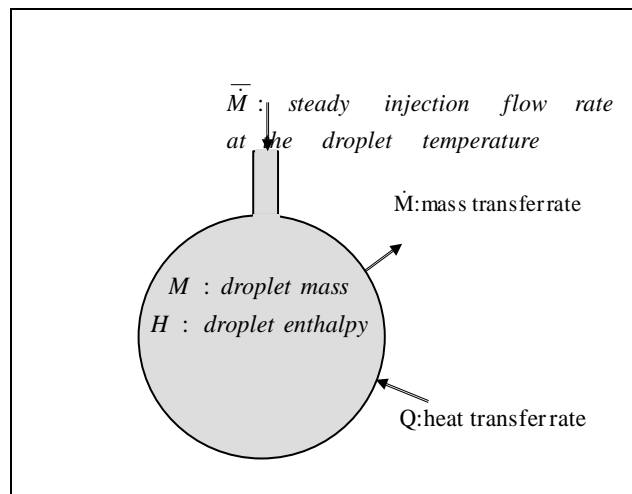 M̄̇ : steady injection flow rate
at the droplet temperature
Ṁ:mass transfer rate
M : droplet mass
H : droplet enthalpy
Q:heat transfer rate